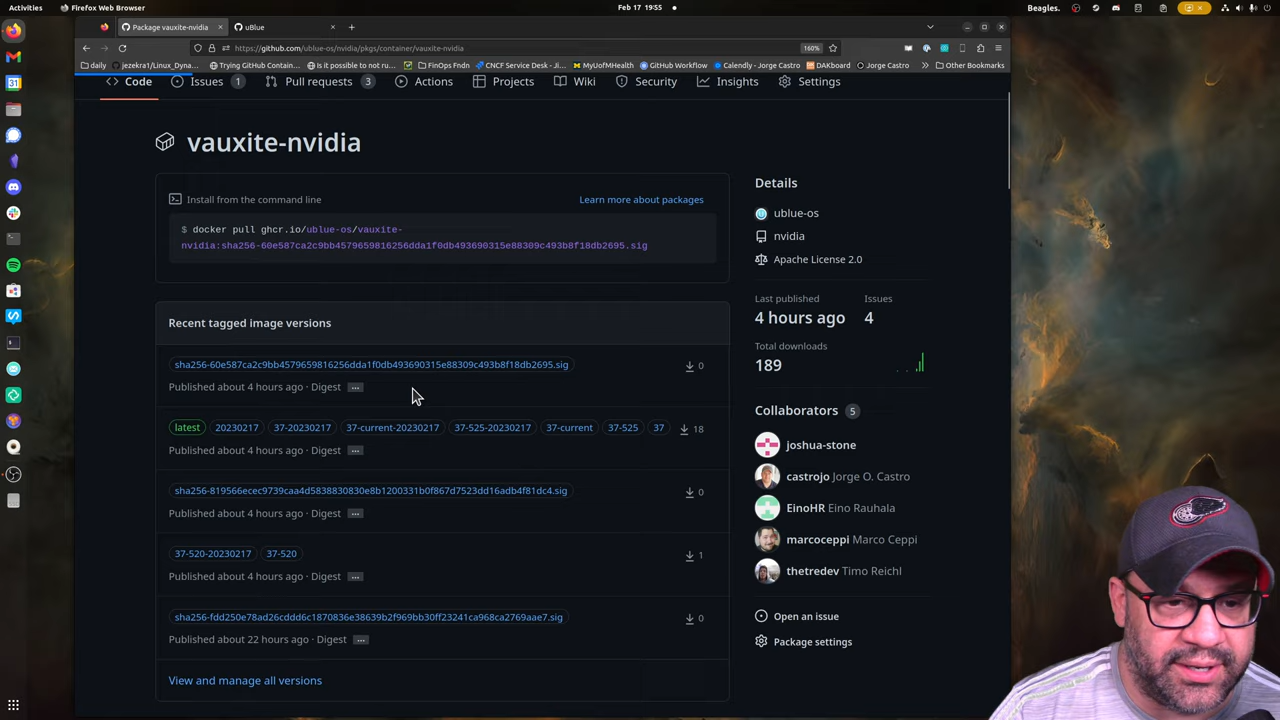 Activities
Firefox Web Browser
Feb 17 19:55
Beagles.
Package vauxite-nvidia
uBlue
https://github.com/ublue-os/nvidia/pkgs/container/vauxite-nvidia
160%
daily
jezekra1/Linux_Dyna...
Trying GitHub Contain...
Is it possible to not ru...
FinOps Fndn
CNCF Service Desk - Ji...
MyUofMHealth
GitHub Workflow
Calendly - Jorge Castro
DAKboard
Jorge Castro
Other Bookmarks
Code
Issues 1
Pull requests 3
Actions
Projects
Wiki
Security
Insights
Settings
vauxite-nvidia
Install from the command line
Learn more about packages
$ docker pull ghcr.io/ublue-os/vauxite-
nvidia:sha256-60e587ca2c9bb4579659816256dda1f0db493690315e88309c493b8f18db2695.sig
Recent tagged image versions
sha256-60e587ca2c9bb4579659816256dda1f0db493690315e88309c493b8f18db2695.sig
0
Published about 4 hours ago · Digest ...
latest 20230217 37-20230217 37-current-20230217 37-525-20230217 37-current 37-525 37
18
Published about 4 hours ago · Digest ...
sha256-819566ecec9739caa4d5838830830e8b1200331b0f867d7523dd16adb4f81dc4.sig
0
Published about 4 hours ago · Digest ...
37-520-20230217 37-520
1
Published about 4 hours ago · Digest ...
sha256-fdd250e78ad26cddd6c1870836e38639b2f969bb30ff23241ca968ca2769aae7.sig
0
Published about 22 hours ago · Digest ...
View and manage all versions
Details
ublue-os
nvidia
Apache License 2.0
Last published
4 hours ago
Issues
4
Total downloads
189
Collaborators 5
joshua-stone
castrojo Jorge O. Castro
EinoHR Eino Rauhala
marcoceppi Marco Ceppi
thetredev Timo Reichl
Open an issue
Package settings